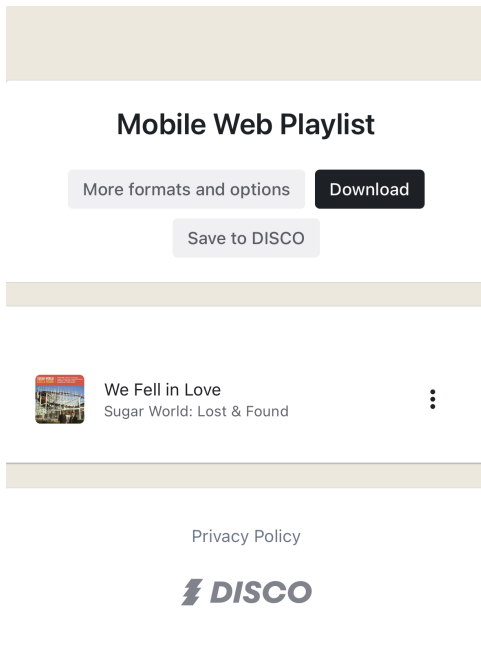 Mobile Web Playlist
More formats and options
Download
Save to DISCO
We Fell in Love
Sugar World: Lost & Found
Privacy Policy
DISCO